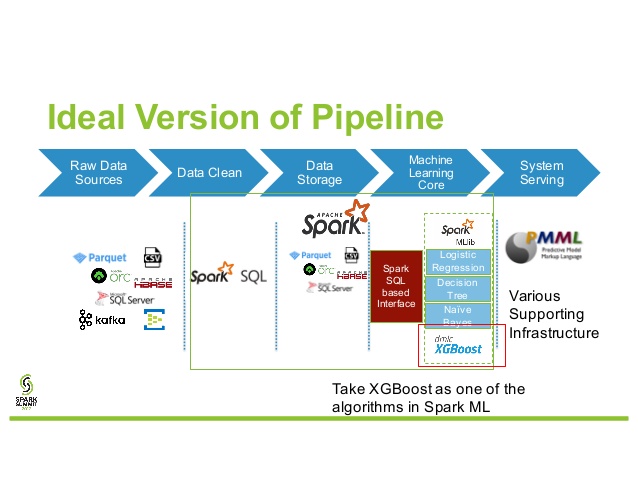 Ideal Version of Pipeline
Raw Data
Sources
Data Clean
Data
Storage
Machine
Learning
Core
System
Serving
Parquet
CSV
ORC
APACHE
HBASE
Microsoft
SQL Server
kafka
Spark SQL
APACHE
Spark
Parquet
CSV
ORC
APACHE
HBASE
SQL Server
Spark
SQL
based
Interface
Spark
MLlib
Logistic
Regression
Decision
Tree
Naïve
Bayes
dmlc
XGBoost
PMML
Predictive Model
Markup Language
Various
Supporting
Infrastructure
Take XGBoost as one of the
algorithms in Spark ML
SPARK
SUMMIT
2017